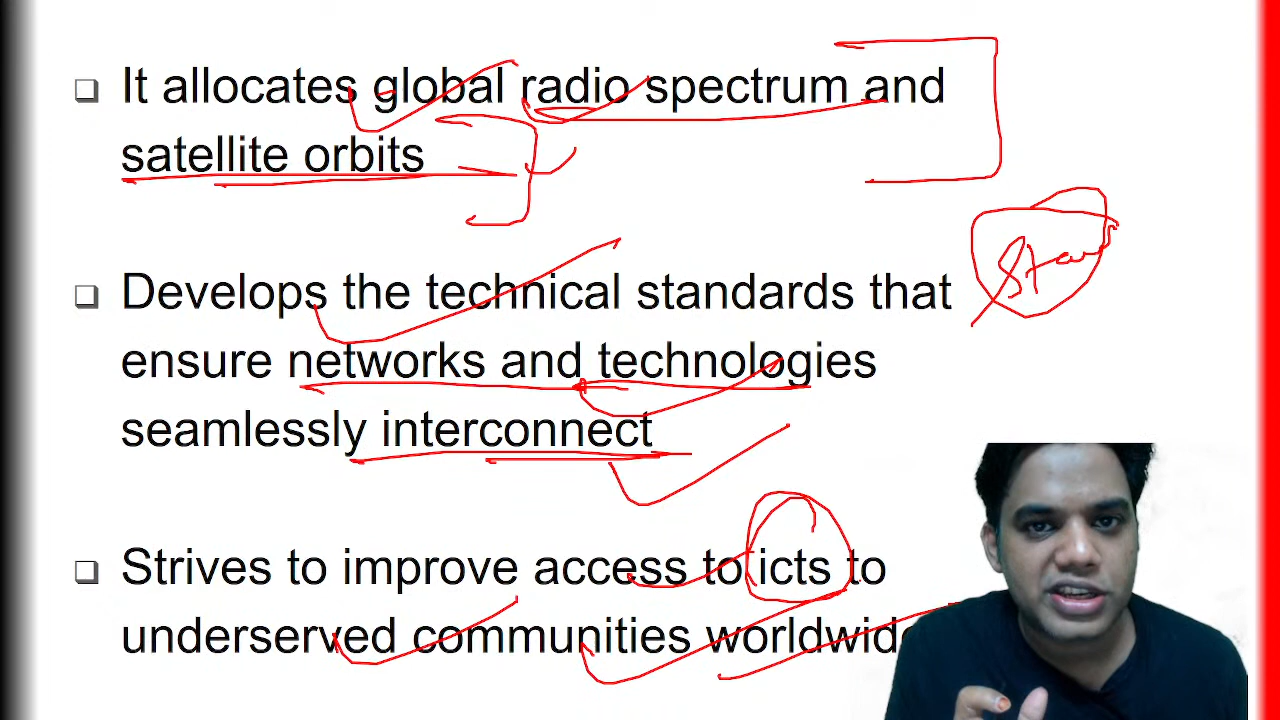 It allocates global radio spectrum and
satellite orbits
Develops the technical standards that
Stan
ensure networks and technologies
seamlessly interconnect
Strives to improve access to icts to
underserved communities worldwide